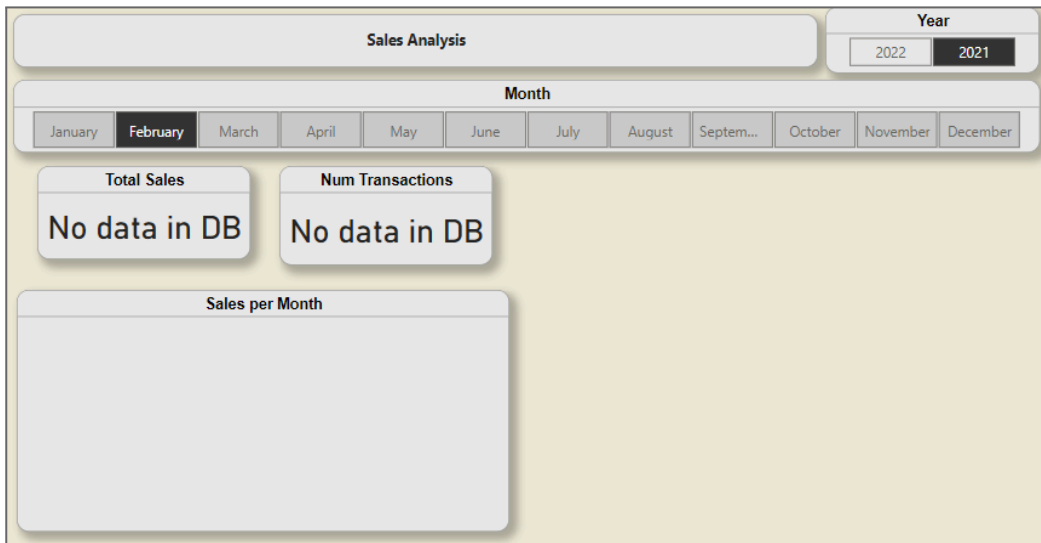 Sales Analysis
Year
2022 2021
Month
January February March April May June July August Septem... October November December
Total Sales Num Transactions
No data in DB No data in DB
Sales per Month